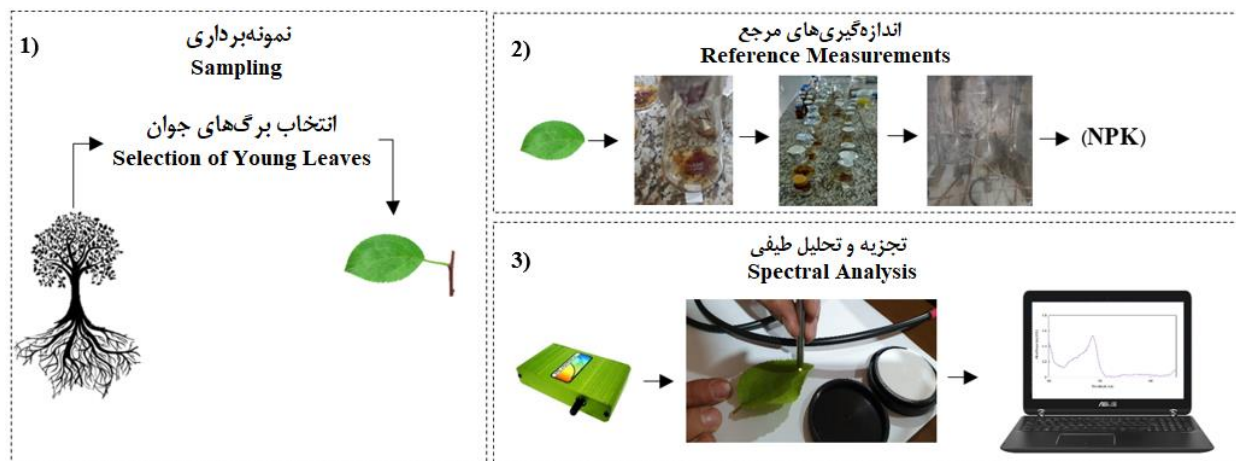 1)
نمونه‌برداری
Sampling
انتخاب برگ‌های جوان
Selection of Young Leaves
2)
اندازه‌گیری‌های مرجع
Reference Measurements
(NPK)
3)
تجزیه و تحلیل طیفی
Spectral Analysis
ASUS